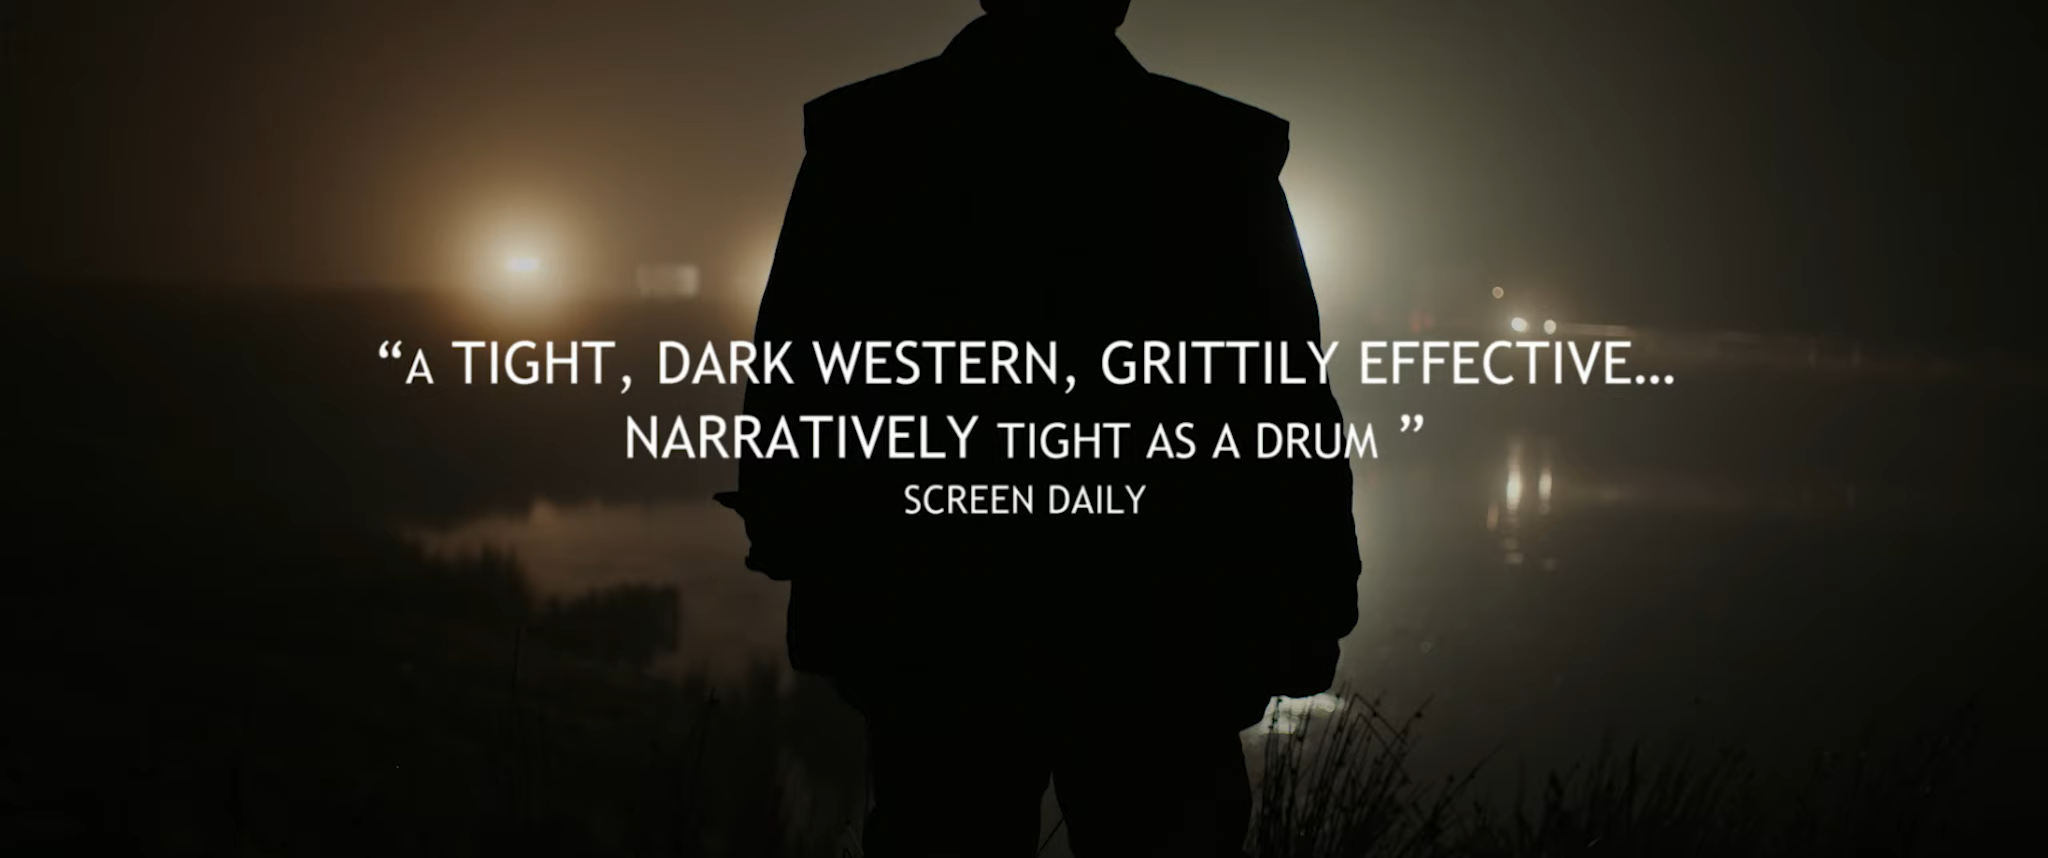 “A TIGHT, DARK WESTERN, GRITTILY EFFECTIVE...
NARRATIVELY TIGHT AS A DRUM ”
SCREEN DAILY